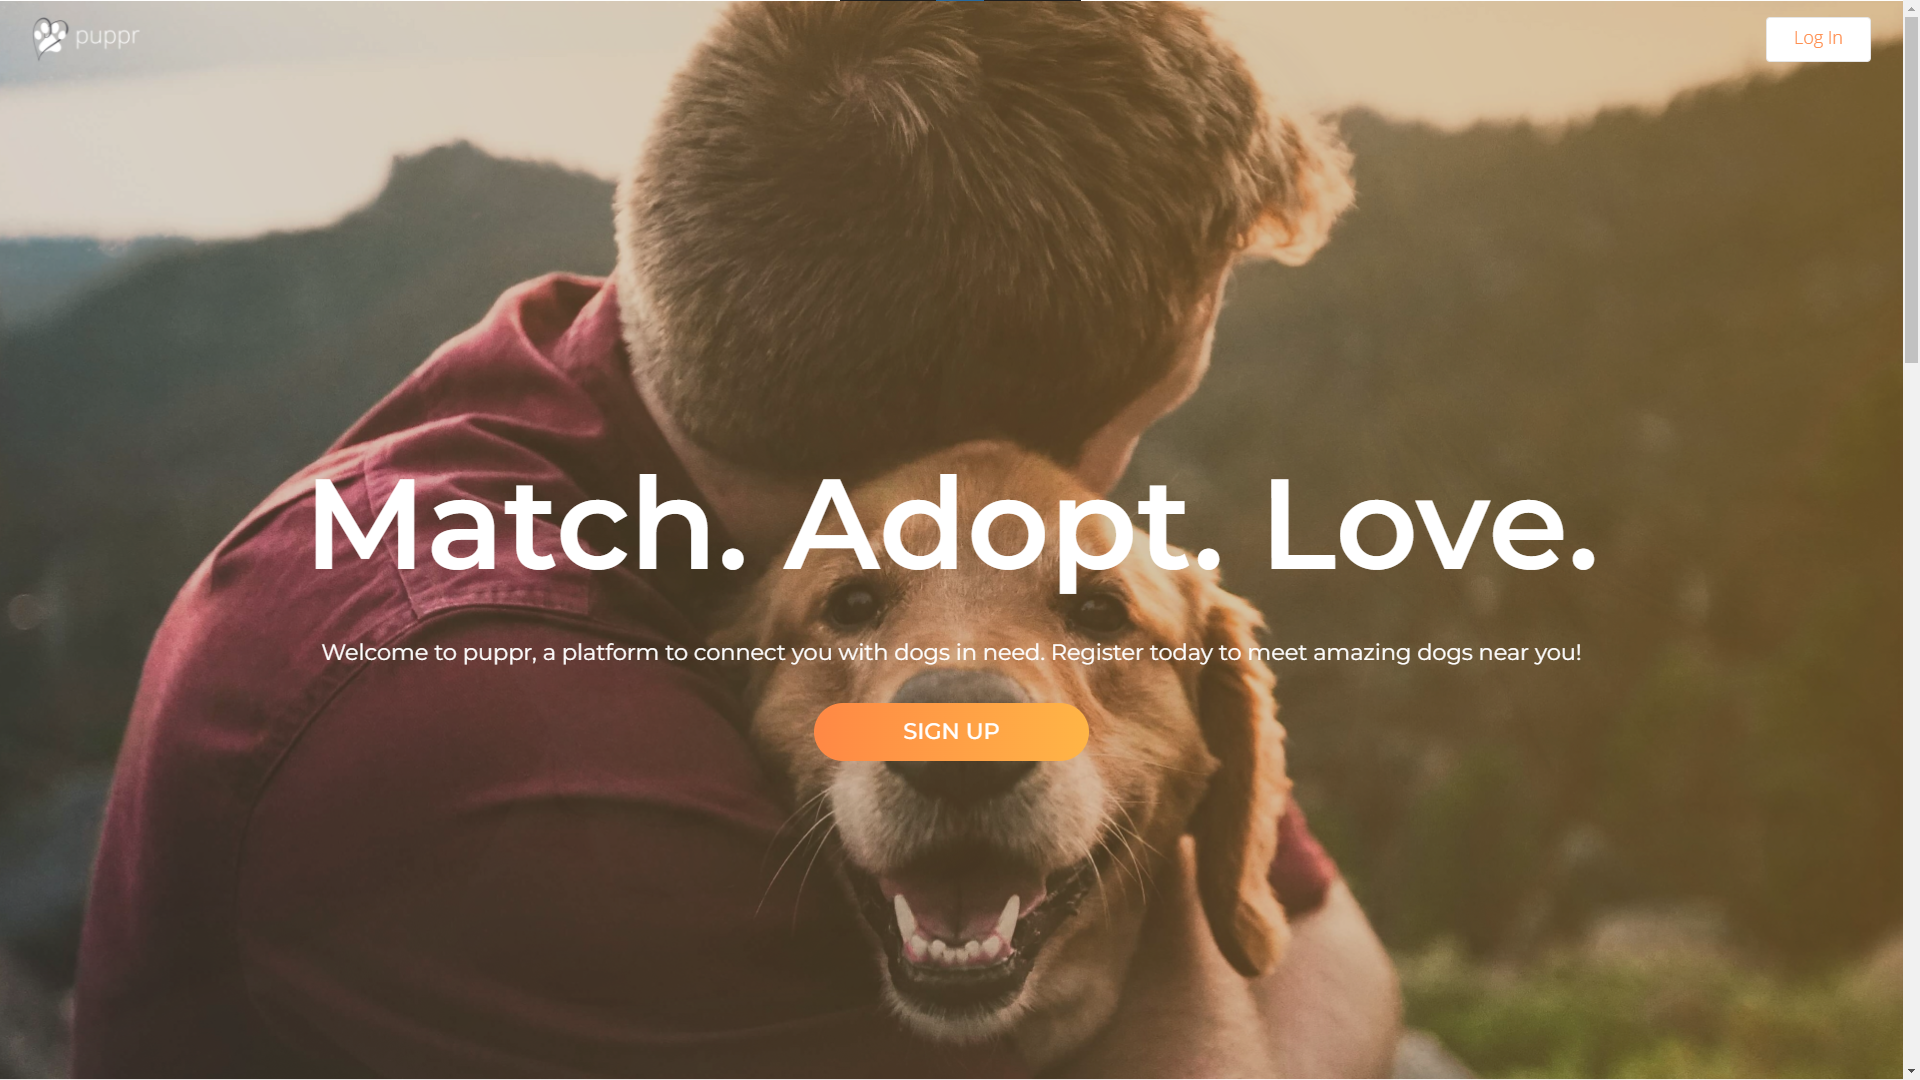 puppr
Log In
Match. Adopt. Love.
Welcome to puppr, a platform to connect you with dogs in need. Register today to meet amazing dogs near you!
SIGN UP